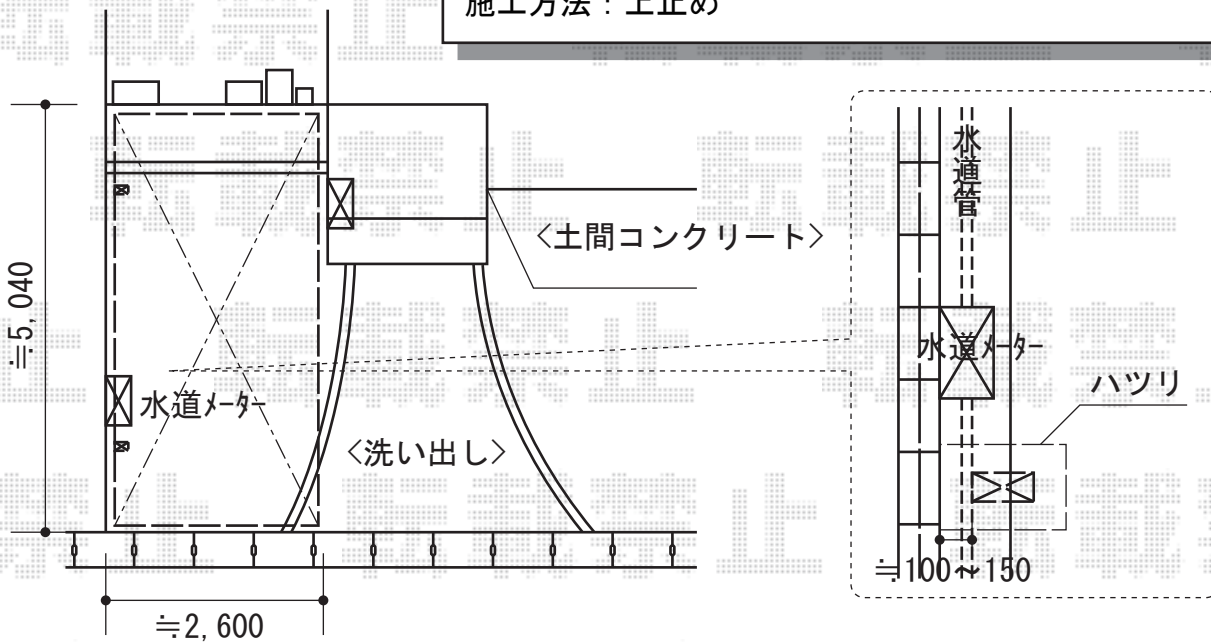 施工方法：上止め
水道管
<土間コンクリート>
≒5,040
水道メーター
ハツリ
水道メーター
<洗い出し>
≒100～150
≒2,600